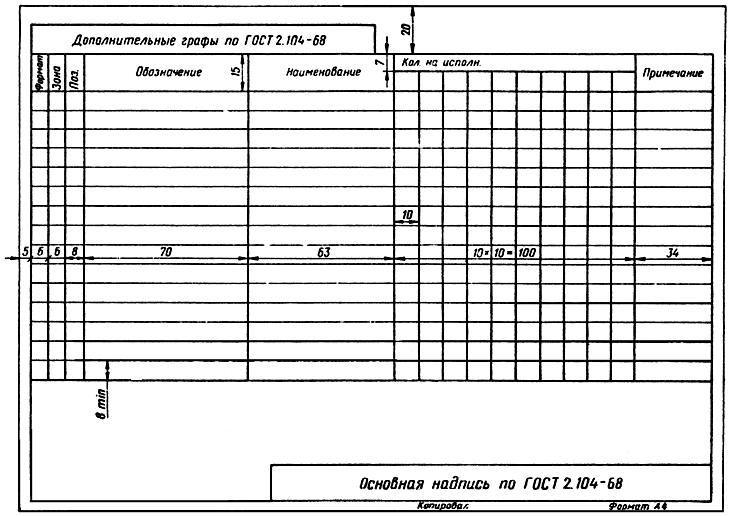 20
Дополнительные графы по ГОСТ 2.104-68
Формат Зона Поз. Обозначение 15 Наименование 7 Кол. на исполн. Примечание
10
5 6 6 8 70 63 10×10=100 34
8 min
Основная надпись по ГОСТ 2.104-68
Копировал Формат А4